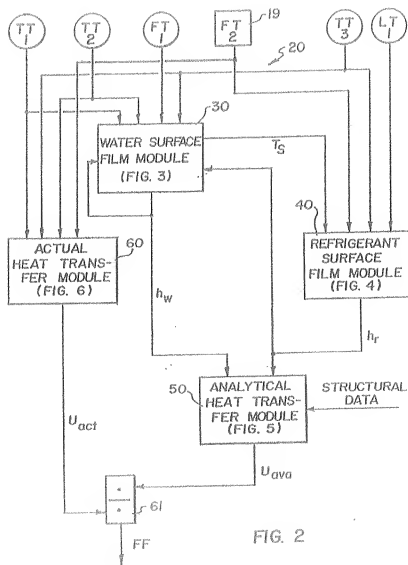 TT
1
TT
2
FT
1
FT
2
19
TT
3
LT
1
20
30
WATER SURFACE
FILM MODULE
(FIG. 3)
TS
40
60
ACTUAL
HEAT TRANS-
FER MODULE
(FIG. 6)
REFRIGERANT
SURFACE
FILM MODULE
(FIG. 4)
hw
hr
50
ANALYTICAL
HEAT TRANS-
FER MODULE
(FIG. 5)
STRUCTURAL
DATA
Uact
Uava
61
FF
FIG. 2